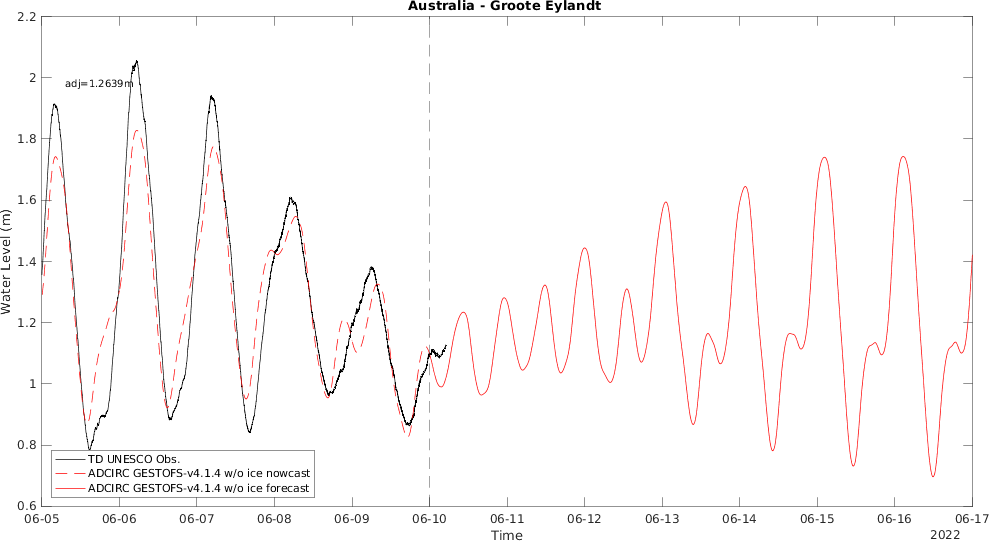 Australia - Groote Eylandt
2.2
2
1.8
1.6
1.4
1.2
1
0.8
0.6
Water Level (m)
adj=1.2639m
TD UNESCO Obs.
ADCIRC GESTOFS-v4.1.4 w/o ice nowcast
ADCIRC GESTOFS-v4.1.4 w/o ice forecast
06-05 06-06 06-07 06-08 06-09 06-10 06-11 06-12 06-13 06-14 06-15 06-16 06-17
Time
2022